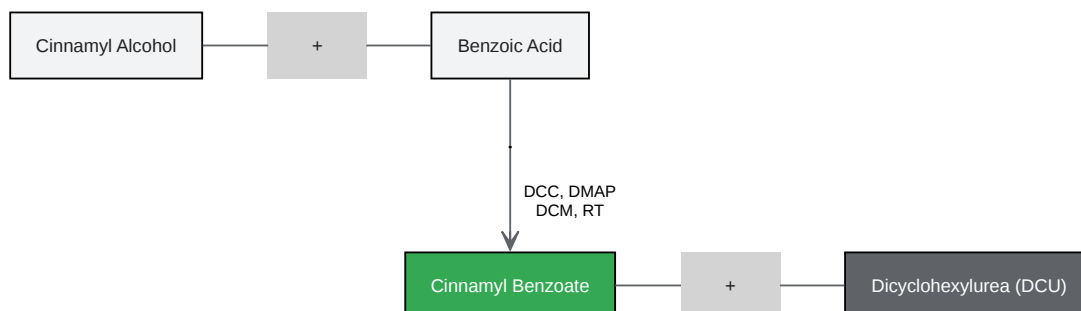 Cinnamyl Alcohol + Benzoic Acid
DCC, DMAP
DCM, RT
Cinnamyl Benzoate + Dicyclohexylurea (DCU)